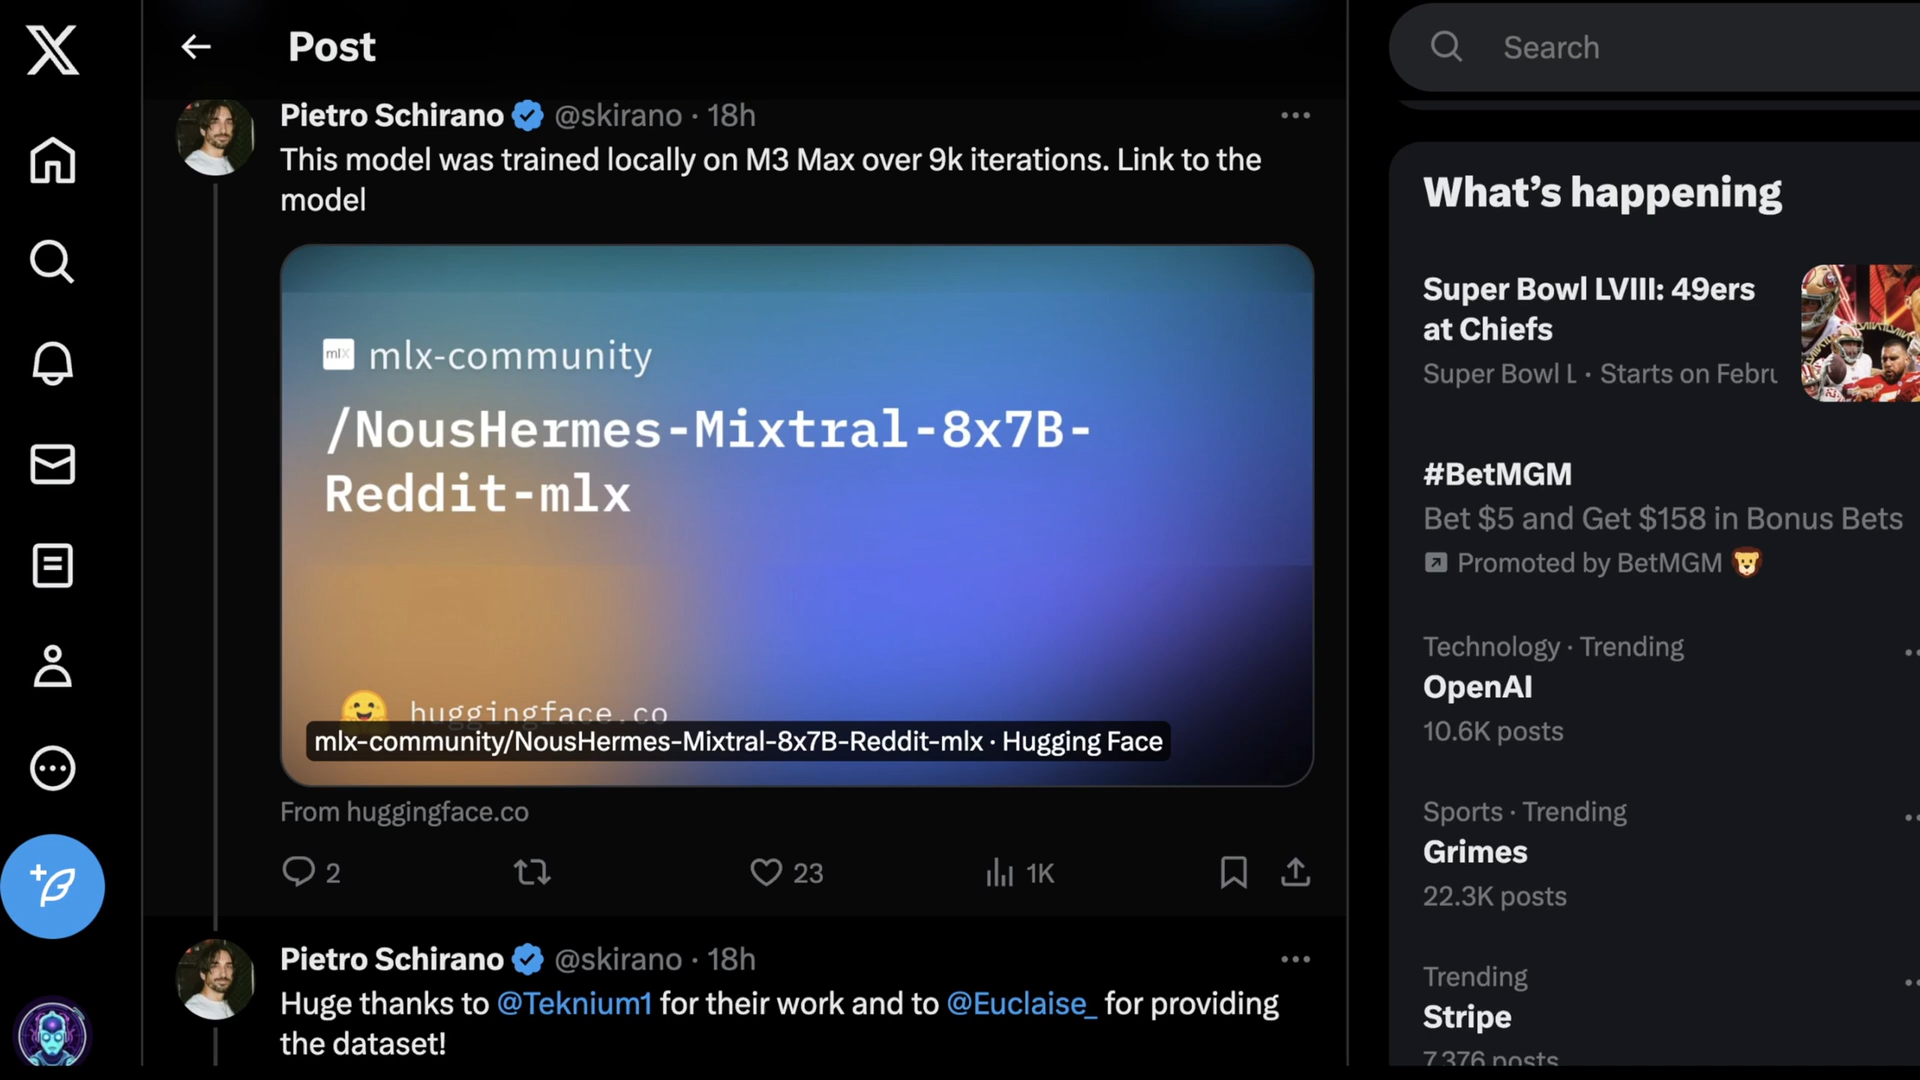 Post
Pietro Schirano @skirano · 18h
This model was trained locally on M3 Max over 9k iterations. Link to the
model
mlx mlx-community
/NousHermes-Mixtral-8x7B-
Reddit-mlx
huggingface.co
mlx-community/NousHermes-Mixtral-8x7B-Reddit-mlx · Hugging Face
From huggingface.co
2
23
1K
Pietro Schirano @skirano · 18h
Huge thanks to @Teknium1 for their work and to @Euclaise_ for providing
the dataset!
Search
What's happening
Super Bowl LVIII: 49ers
at Chiefs
Super Bowl L · Starts on Febru
#BetMGM
Bet $5 and Get $158 in Bonus Bets
Promoted by BetMGM
Technology · Trending
OpenAI
10.6K posts
Sports · Trending
Grimes
22.3K posts
Trending
Stripe
7,376 posts